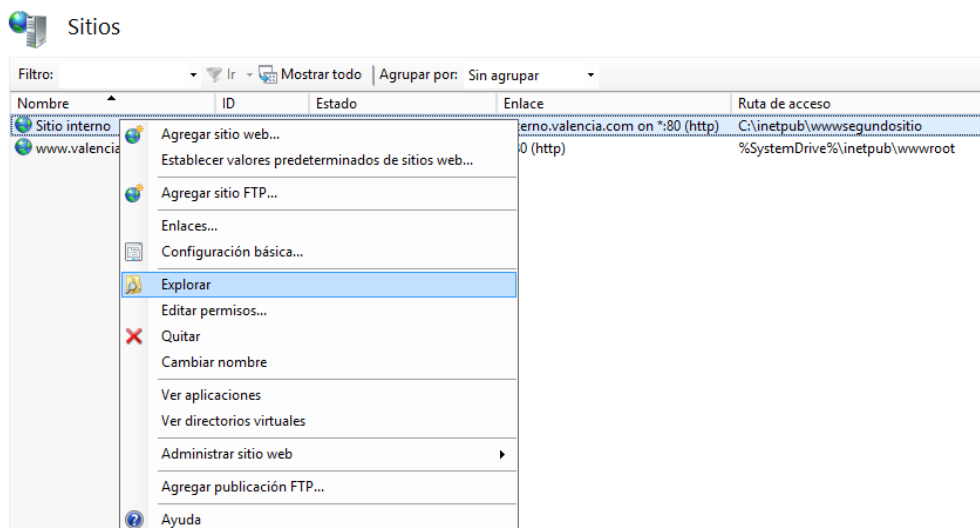 Sitios
Filtro: Ir Mostrar todo Agrupar por: Sin agrupar
Nombre ID Estado Enlace Ruta de acceso
Sitio interno erno.valencia.com on *:80 (http) C:\inetpub\wwwsegundositio
www.valencia 0 (http) %SystemDrive%\inetpub\wwwroot
Agregar sitio web...
Establecer valores predeterminados de sitios web...
Agregar sitio FTP...
Enlaces...
Configuración básica...
Explorar
Editar permisos...
Quitar
Cambiar nombre
Ver aplicaciones
Ver directorios virtuales
Administrar sitio web
Agregar publicación FTP...
Ayuda